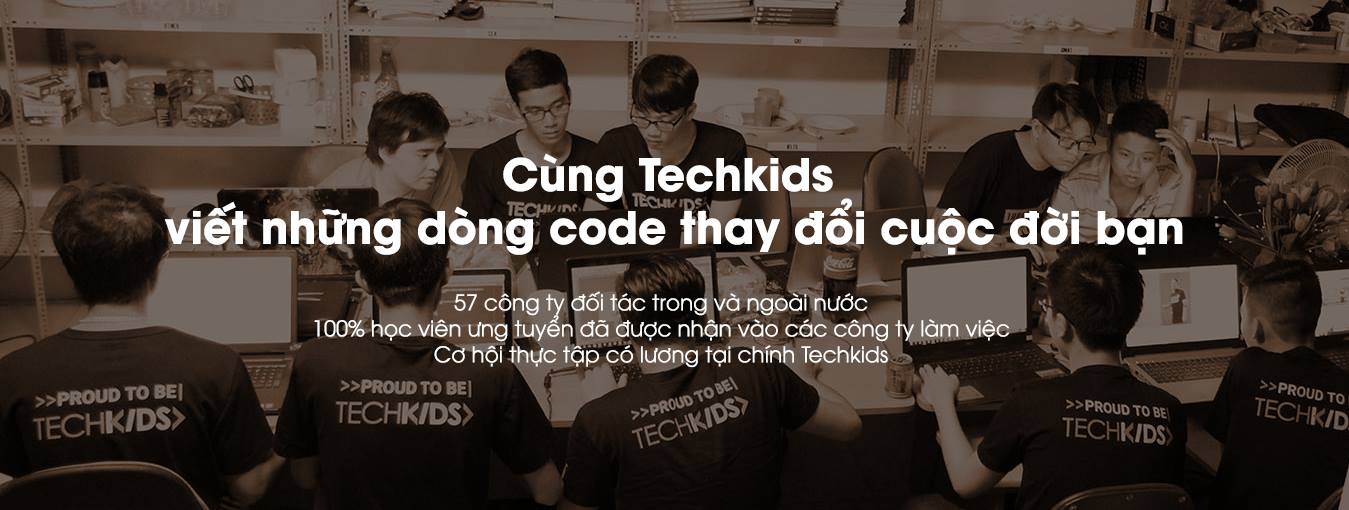 Cùng Techkids
viết những dòng code thay đổi cuộc đời bạn
57 công ty đối tác trong và ngoài nước
100% học viên ứng tuyển đã được nhận vào các công ty làm việc
Cơ hội thực tập có lương tại chính Techkids
TECHKIDS
Coca-Cola
>>PROUD TO BE|
TECHKIDS>
>>PROUD TO BE|
TECHKIDS>
>>PROUD TO BE|
TECHKIDS>
>>PROUD TO BE|
TECHKIDS>
>>PROUD TO B
TECHKIDS